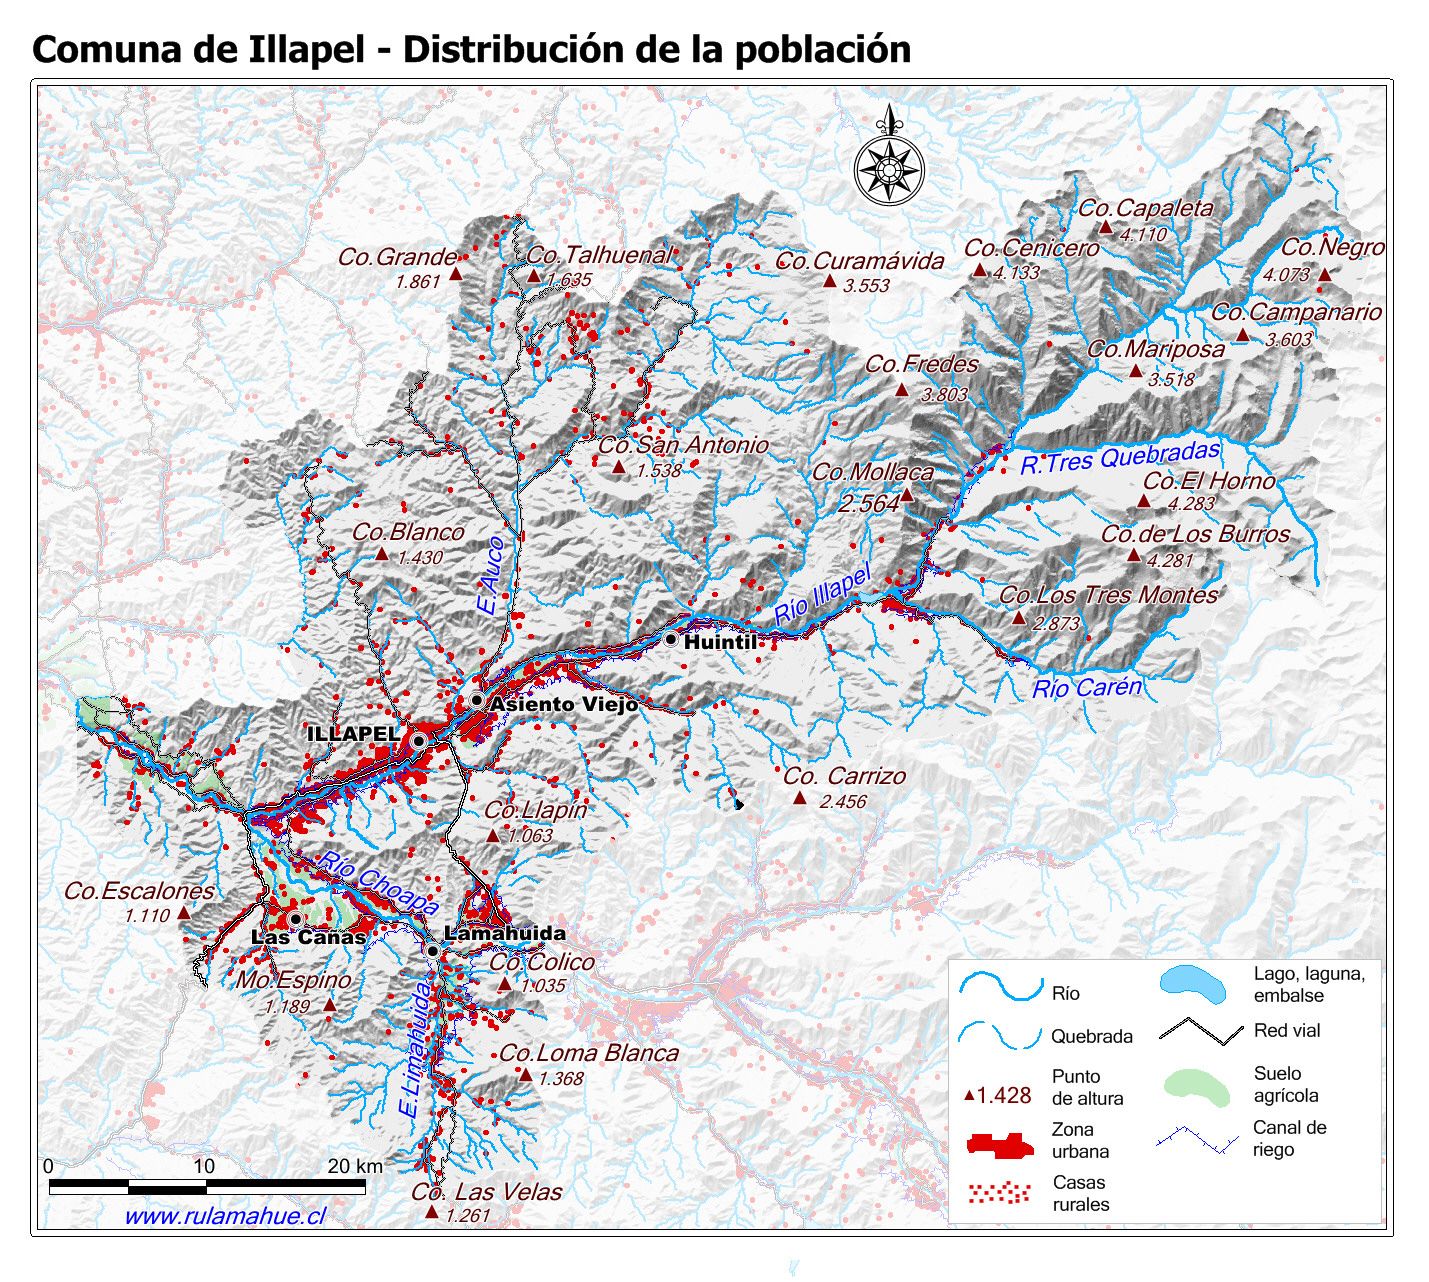 Comuna de Illapel - Distribución de la población
Co.Capaleta
4.110
Co.Grande
1.861
Co.Talhuenal
1.635
Co.Curamávida
3.553
Co.Cenicero
4.133
Co.Negro
4.073
Co.Campanario
3.603
Co.Mariposa
3.518
Co.Fredes
3.803
Co.San Antonio
1.538
Co.Mollaca
2.564
R.Tres Quebradas
Co.El Horno
4.283
Co.Blanco
1.430
Co.de Los Burros
4.281
E.Auco
Río Illapel
Co.Los Tres Montes
2.873
Huintil
Río Carén
Asiento Viejo
ILLAPEL
Co. Carrizo
2.456
Co.Llapín
1.063
Río Choapa
Co.Escalones
1.110
Las Cañas
Lamahuida
Co.Colico
1.035
Mo.Espino
1.189
E.Limahuida
Co.Loma Blanca
1.368
Co. Las Velas
1.261
0 10 20 km
www.rulamahue.cl
Río
Lago, laguna,
embalse
Quebrada
Red vial
1.428
Punto
de altura
Suelo
agrícola
Zona
urbana
Canal de
riego
Casas
rurales